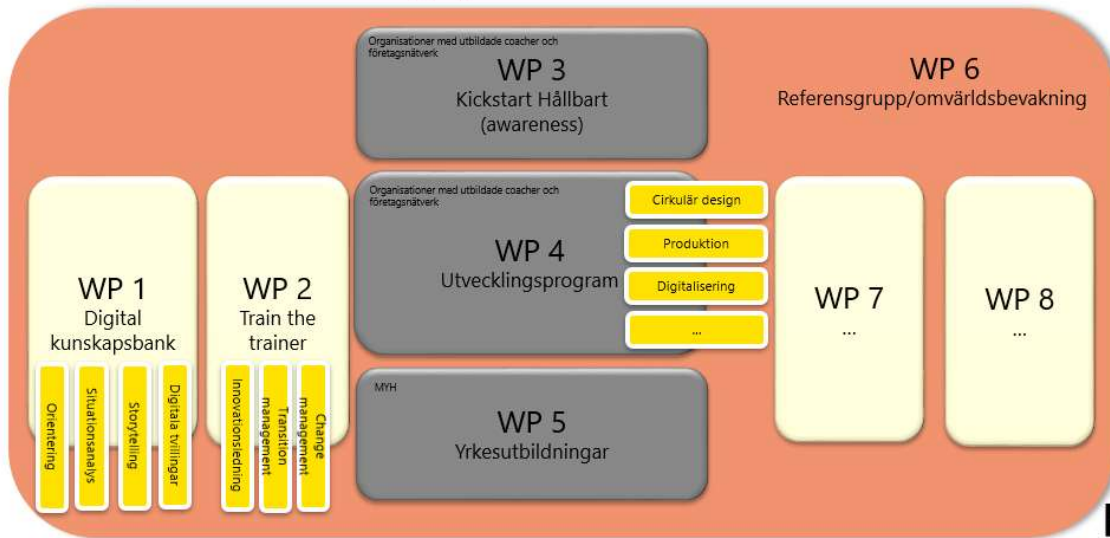 Organisationer med utbildade coacher och
företagsnätverk
WP 3
Kickstart Hållbart
(awareness)
WP 6
Referensgrupp/omvärldsbevakning
WP 1
Digital
kunskapsbank
Orientering
Situationsanalys
Storytelling
Digitala tvillingar
WP 2
Train the
trainer
Innovationsledning
Transition
management
Change
management
Organisationer med utbildade coacher och
företagsnätverk
WP 4
Utvecklingsprogram
Cirkulär design
Produktion
Digitalisering
...
MYH
WP 5
Yrkesutbildningar
WP 7
...
WP 8
...